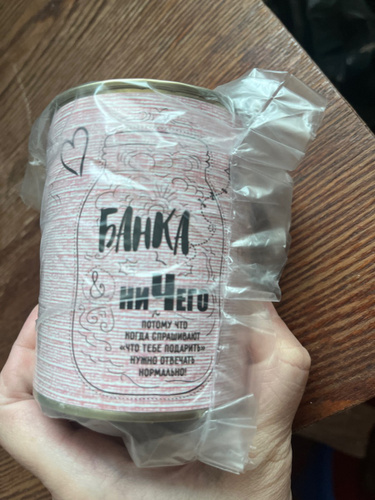 БАНКА
&
НИЧЕГО
ПОТОМУ ЧТО
КОГДА СПРАШИВАЮТ
«ЧТО ТЕБЕ ПОДАРИТЬ»
НУЖНО ОТВЕЧАТЬ
НОРМАЛЬНО!